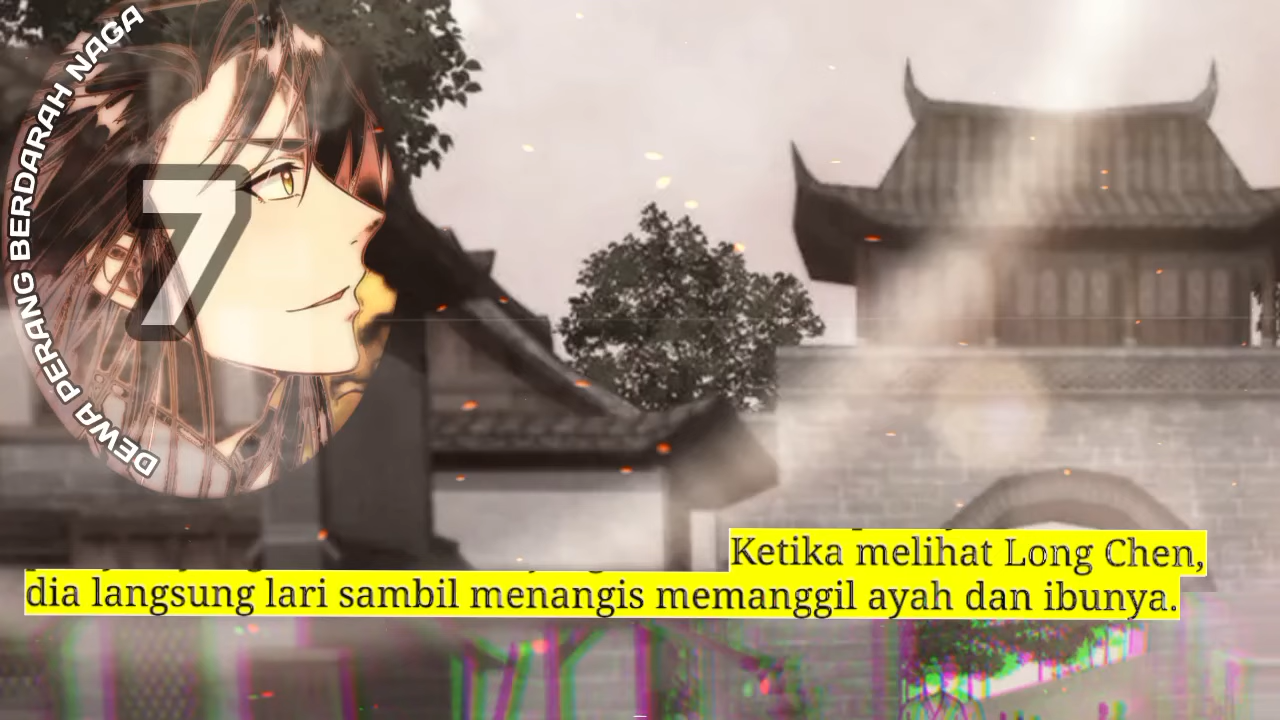 DEWA PERANG BERDARAH NAGA
7
Ketika melihat Long Chen,
dia langsung lari sambil menangis memanggil ayah dan ibunya.